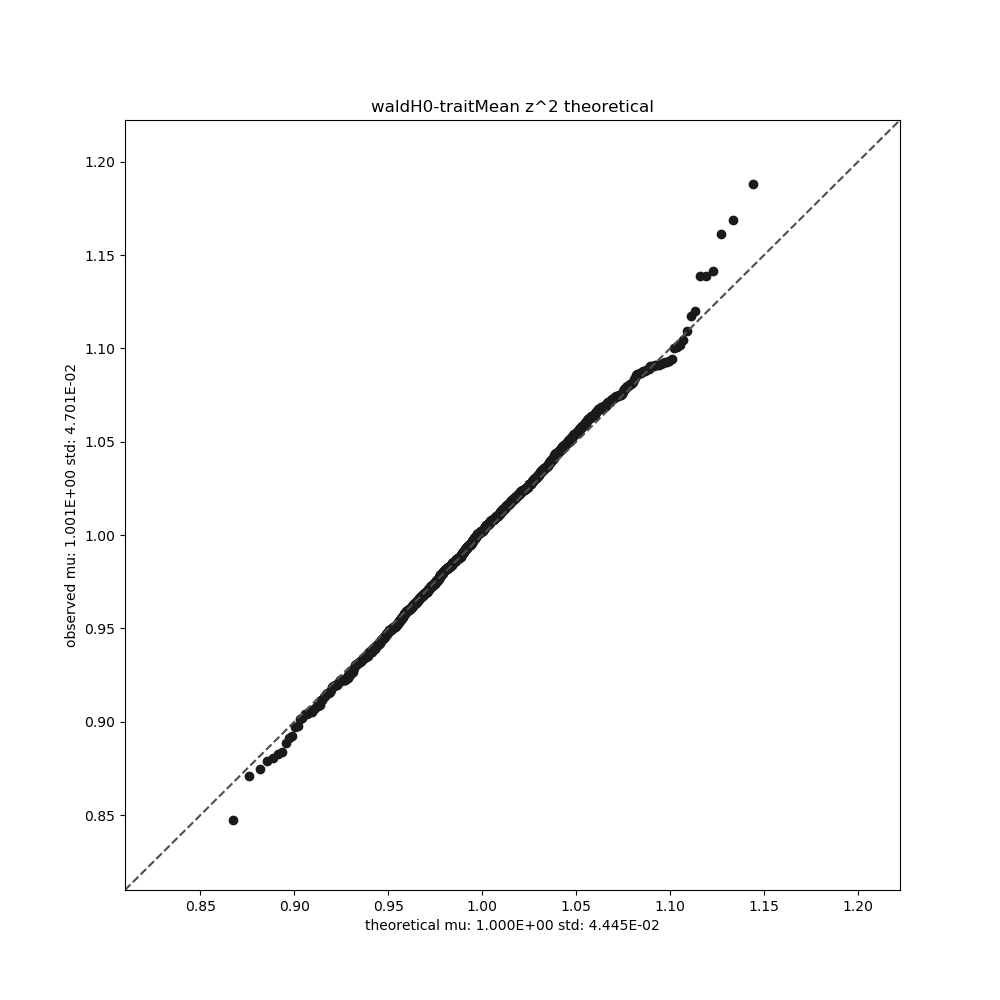 waldH0-traitMean z^2 theoretical
1.20
1.15
1.10
1.05
1.00
0.95
0.90
0.85
observed mu: 1.001E+00 std: 4.701E-02
0.85 0.90 0.95 1.00 1.05 1.10 1.15 1.20
theoretical mu: 1.000E+00 std: 4.445E-02